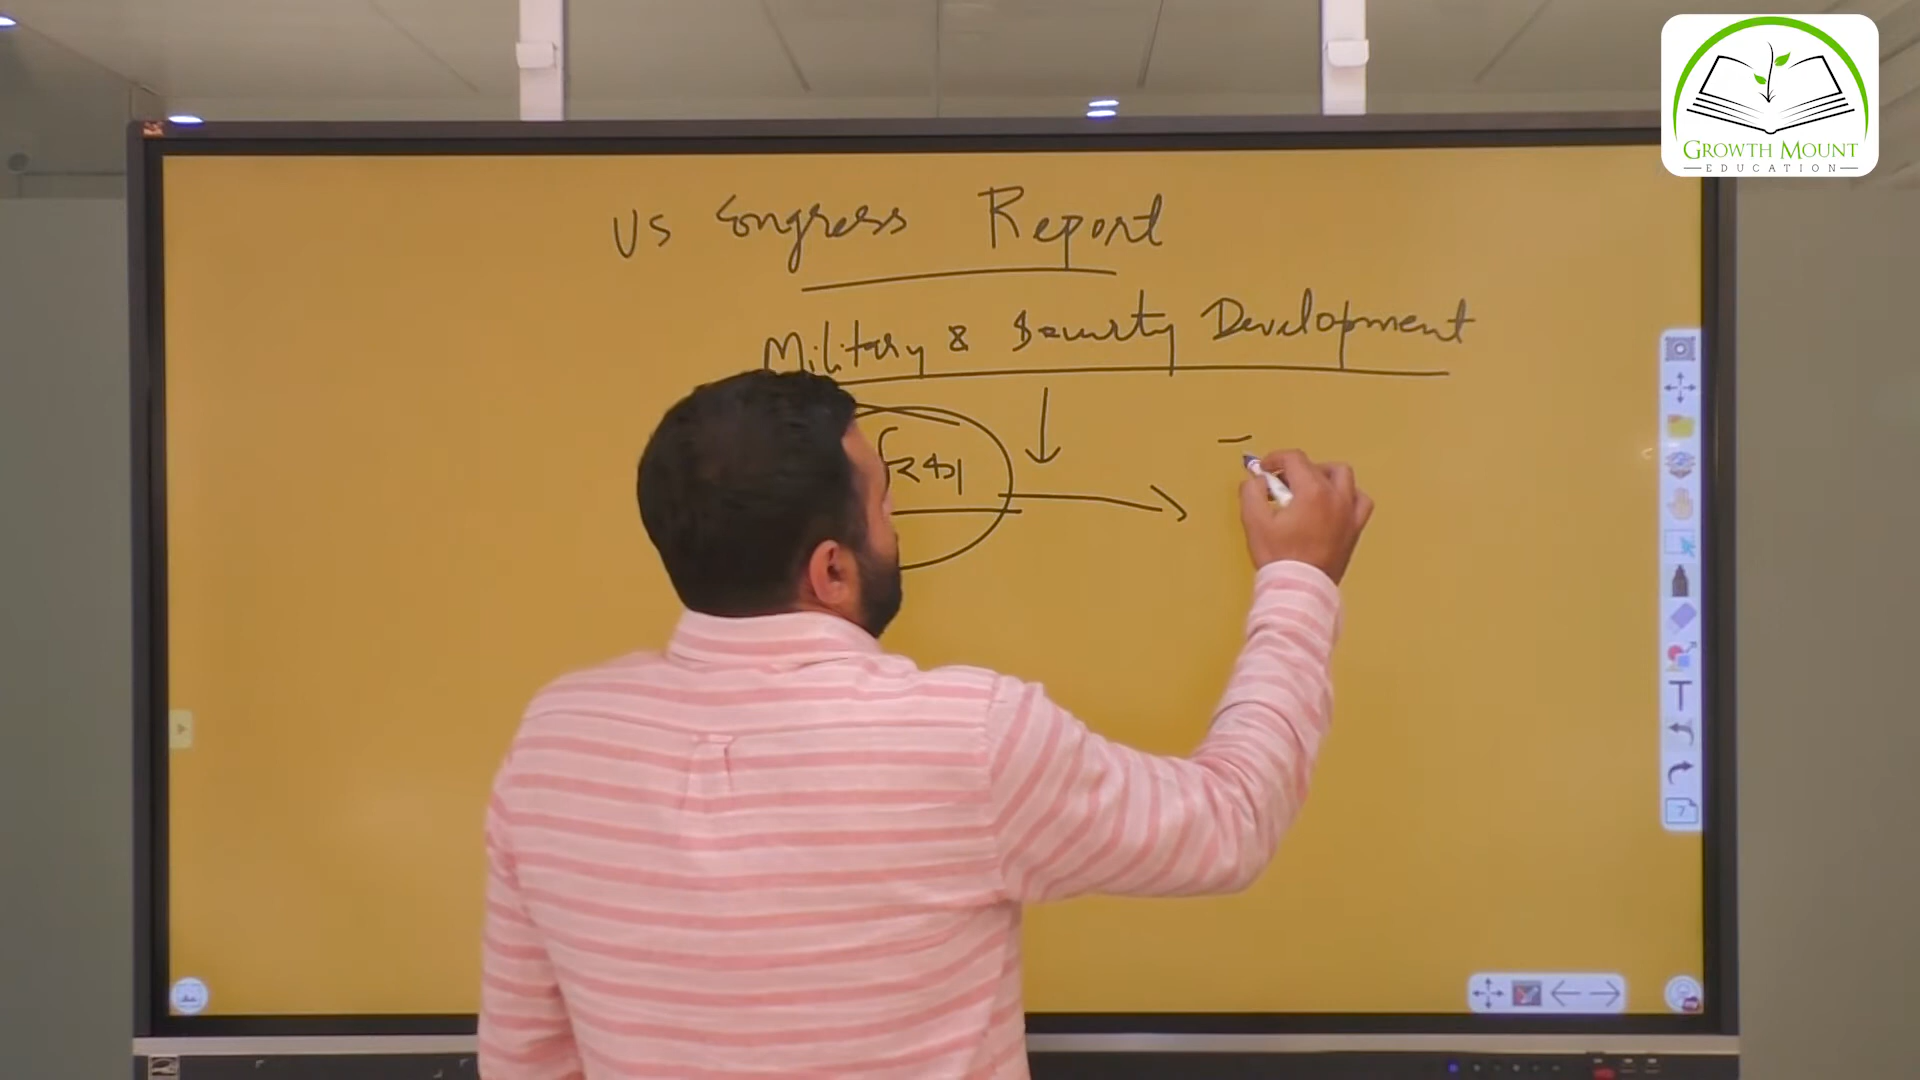 GROWTH MOUNT
EDUCATION
US Congress Report
Military & Security Development